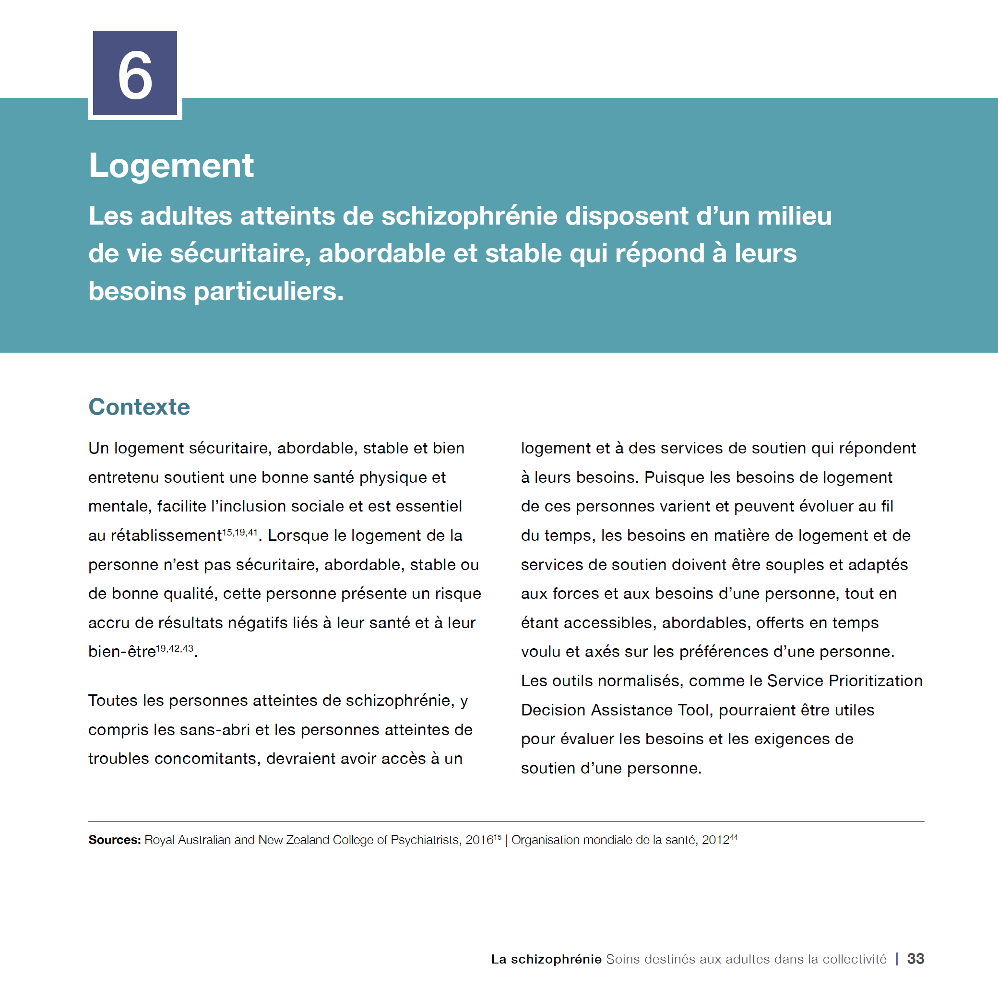 6
Logement
Les adultes atteints de schizophrénie disposent d’un milieu
de vie sécuritaire, abordable et stable qui répond à leurs
besoins particuliers.
Contexte
Un logement sécuritaire, abordable, stable et bien
entretenu soutient une bonne santé physique et
mentale, facilite l’inclusion sociale et est essentiel
au rétablissement15,19,41. Lorsque le logement de la
personne n’est pas sécuritaire, abordable, stable ou
de bonne qualité, cette personne présente un risque
accru de résultats négatifs liés à leur santé et à leur
bien-être19,42,43.
Toutes les personnes atteintes de schizophrénie, y
compris les sans-abri et les personnes atteintes de
troubles concomitants, devraient avoir accès à un
logement et à des services de soutien qui répondent
à leurs besoins. Puisque les besoins de logement
de ces personnes varient et peuvent évoluer au fil
du temps, les besoins en matière de logement et de
services de soutien doivent être souples et adaptés
aux forces et aux besoins d’une personne, tout en
étant accessibles, abordables, offerts en temps
voulu et axés sur les préférences d’une personne.
Les outils normalisés, comme le Service Prioritization
Decision Assistance Tool, pourraient être utiles
pour évaluer les besoins et les exigences de
soutien d’une personne.
Sources: Royal Australian and New Zealand College of Psychiatrists, 201615 | Organisation mondiale de la santé, 201244
La schizophrénie Soins destinés aux adultes dans la collectivité | 33